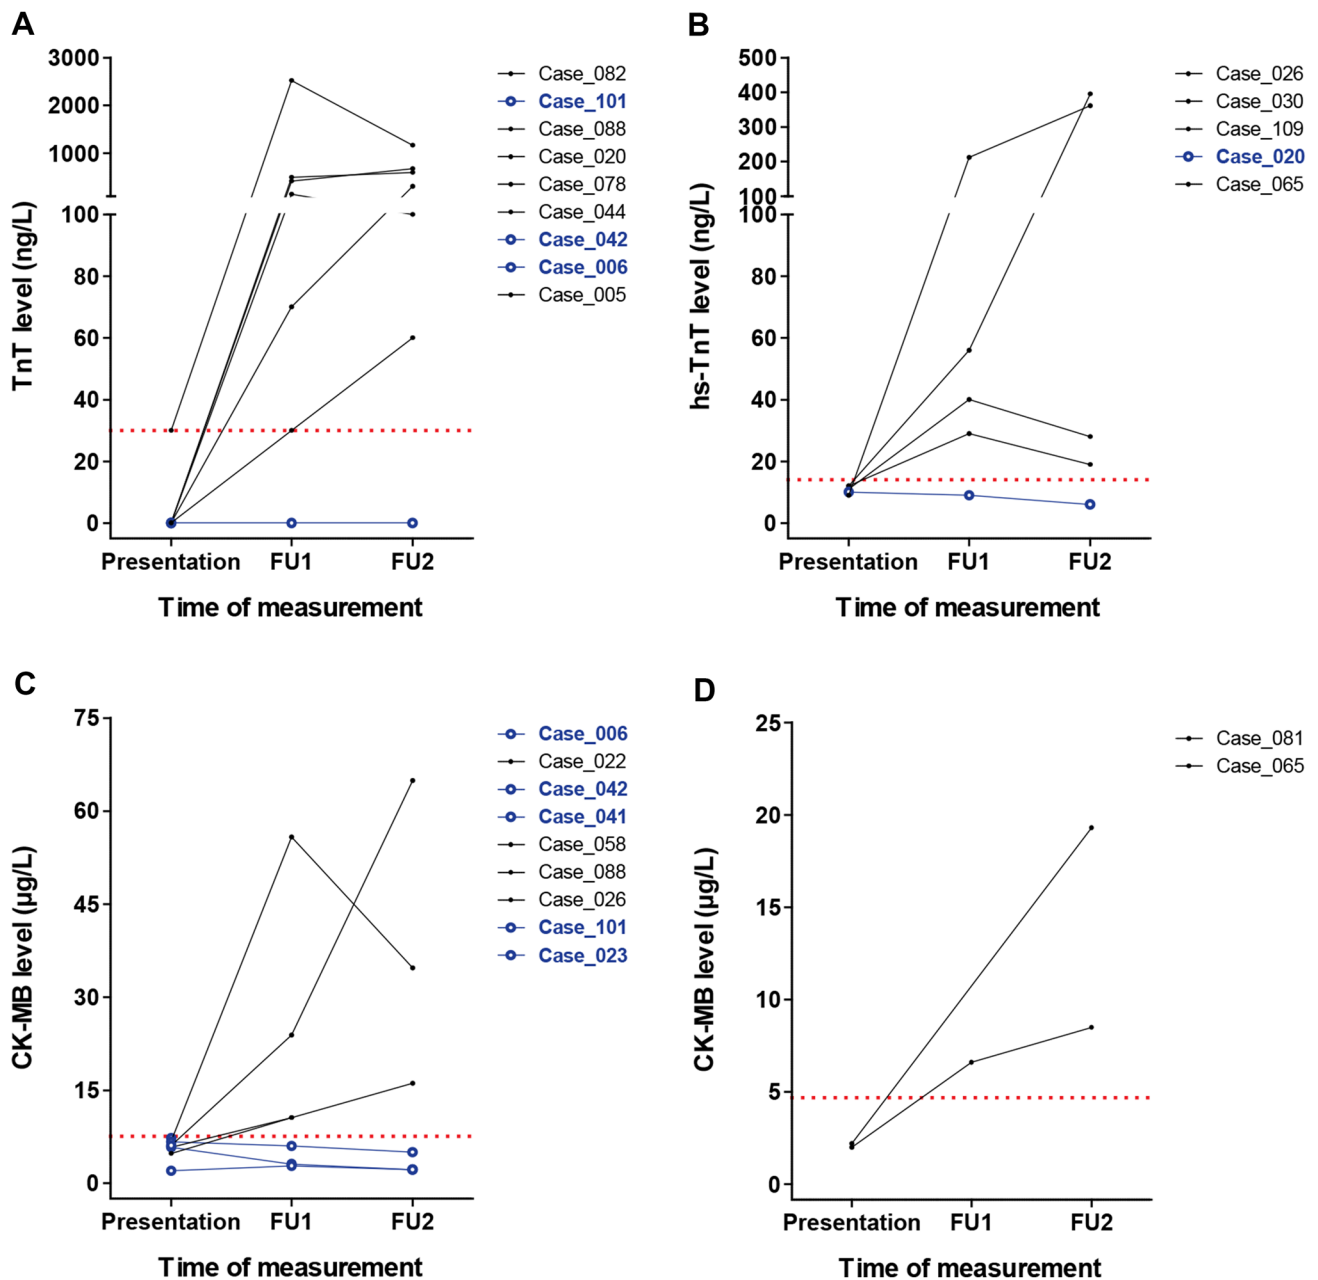 A
TnT level (ng/L)
3000
2000
1000
100
80
60
40
20
0
Presentation FU1 FU2
Time of measurement
Case_082
Case_101
Case_088
Case_020
Case_078
Case_044
Case_042
Case_006
Case_005
B
hs-TnT level (ng/L)
500
400
300
200
100
100
80
60
40
20
0
Presentation FU1 FU2
Time of measurement
Case_026
Case_030
Case_109
Case_020
Case_065
C
CK-MB level (µg/L)
75
60
45
30
15
0
Presentation FU1 FU2
Time of measurement
Case_006
Case_022
Case_042
Case_041
Case_058
Case_088
Case_026
Case_101
Case_023
D
CK-MB level (µg/L)
25
20
15
10
5
0
Presentation FU1 FU2
Time of measurement
Case_081
Case_065